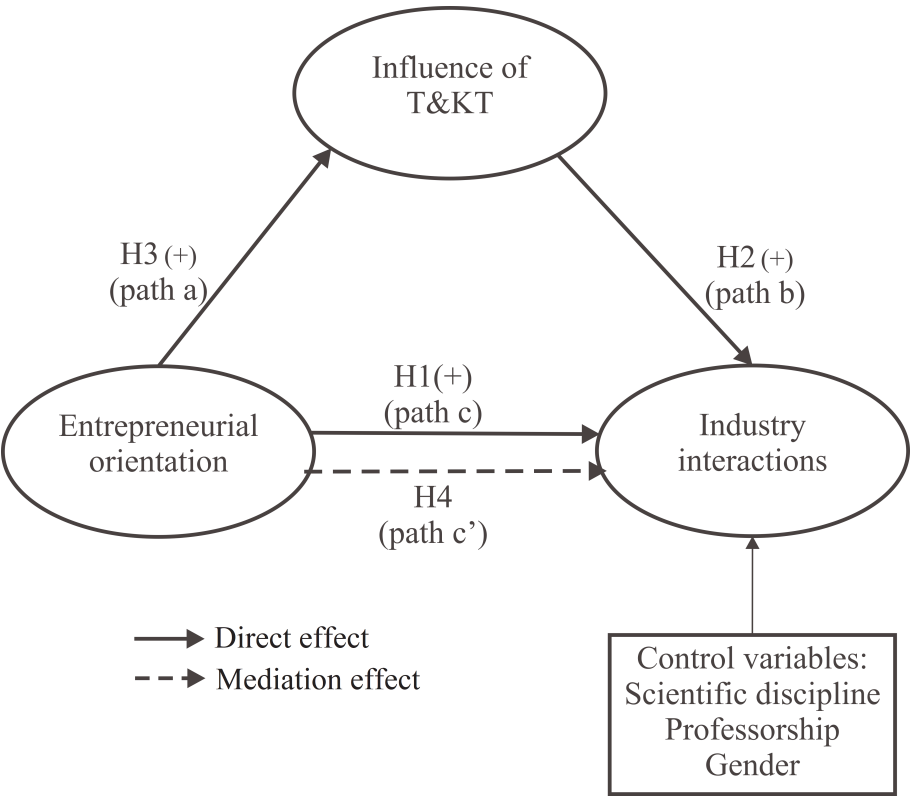 Influence of
T&KT
H3 (+)
(path a)
H2 (+)
(path b)
H1(+)
(path c)
Entrepreneurial
orientation
Industry
interactions
H4
(path c’)
Direct effect
Mediation effect
Control variables:
Scientific discipline
Professorship
Gender